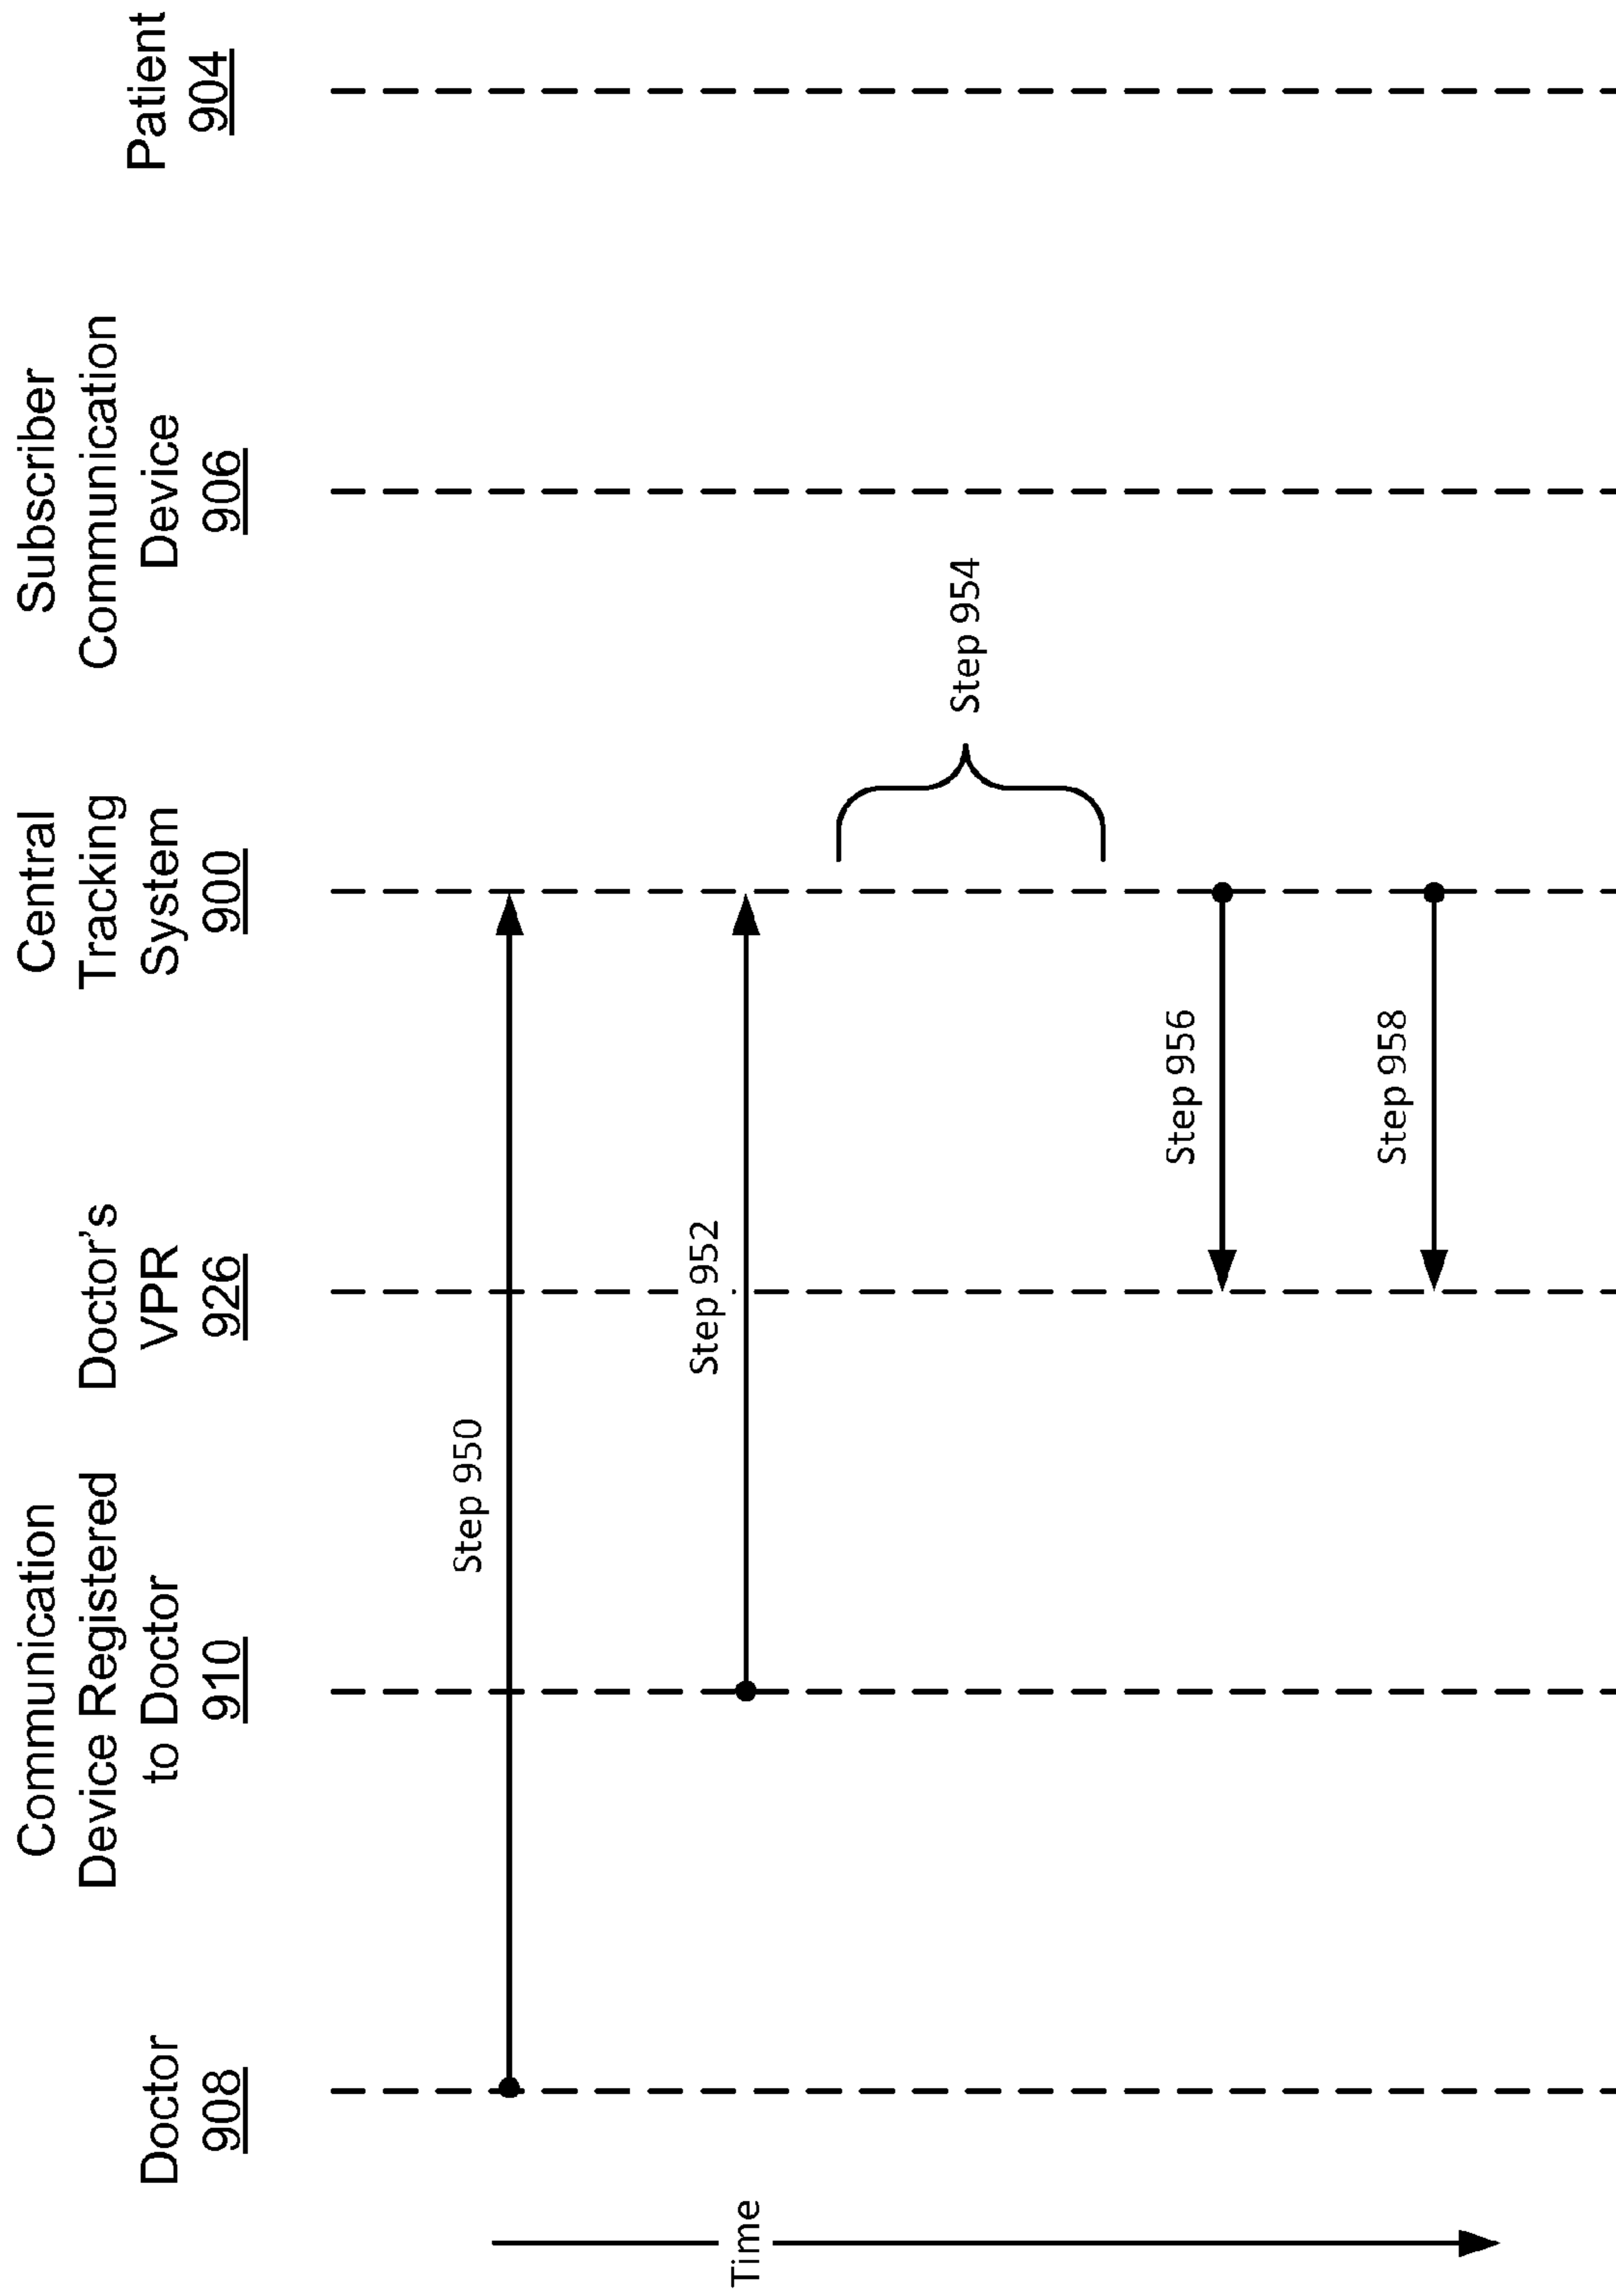 Doctor
908
Communication
Device Registered
to Doctor
910
Doctor's
VPR
926
Central
Tracking
System
900
Subscriber
Communication
Device
906
Patient
904
Time
Step 950
Step 952
Step 954
Step 956
Step 958